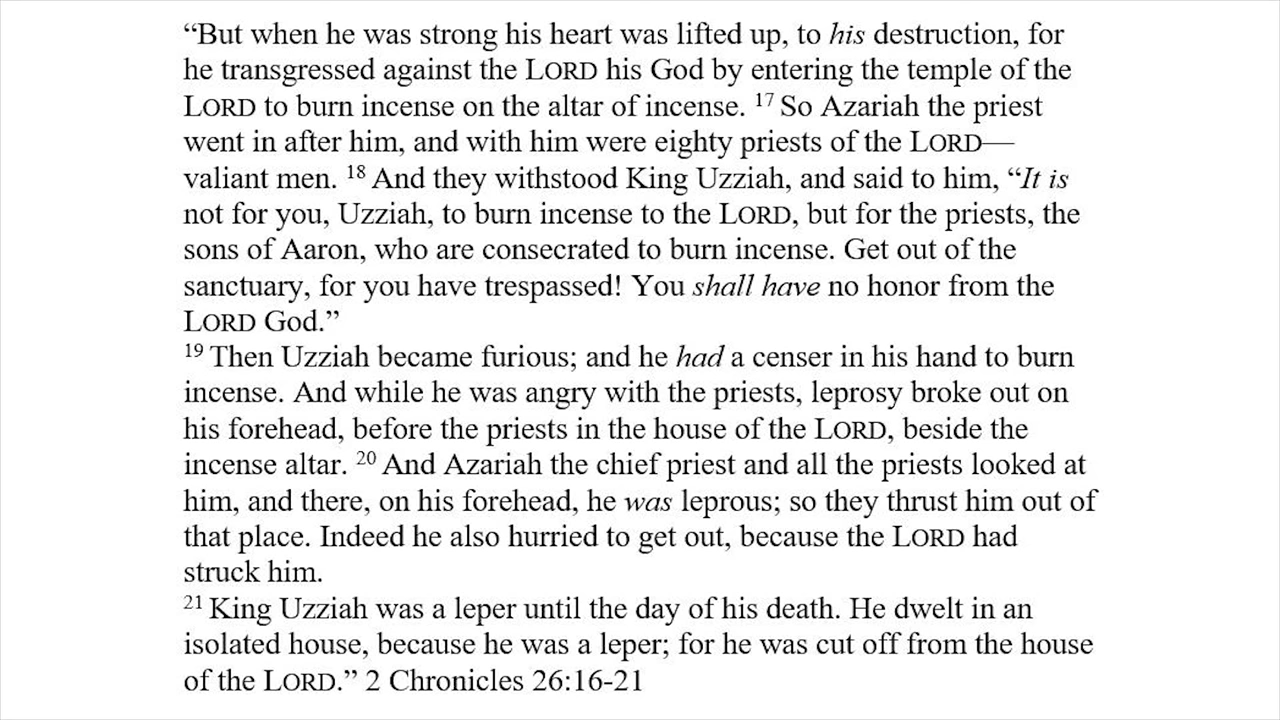 “But when he was strong his heart was lifted up, to his destruction, for
he transgressed against the LORD his God by entering the temple of the
LORD to burn incense on the altar of incense. 17 So Azariah the priest
went in after him, and with him were eighty priests of the LORD—
valiant men. 18 And they withstood King Uzziah, and said to him, “It is
not for you, Uzziah, to burn incense to the LORD, but for the priests, the
sons of Aaron, who are consecrated to burn incense. Get out of the
sanctuary, for you have trespassed! You shall have no honor from the
LORD God.”
19 Then Uzziah became furious; and he had a censer in his hand to burn
incense. And while he was angry with the priests, leprosy broke out on
his forehead, before the priests in the house of the LORD, beside the
incense altar. 20 And Azariah the chief priest and all the priests looked at
him, and there, on his forehead, he was leprous; so they thrust him out of
that place. Indeed he also hurried to get out, because the LORD had
struck him.
21 King Uzziah was a leper until the day of his death. He dwelt in an
isolated house, because he was a leper; for he was cut off from the house
of the LORD.” 2 Chronicles 26:16-21